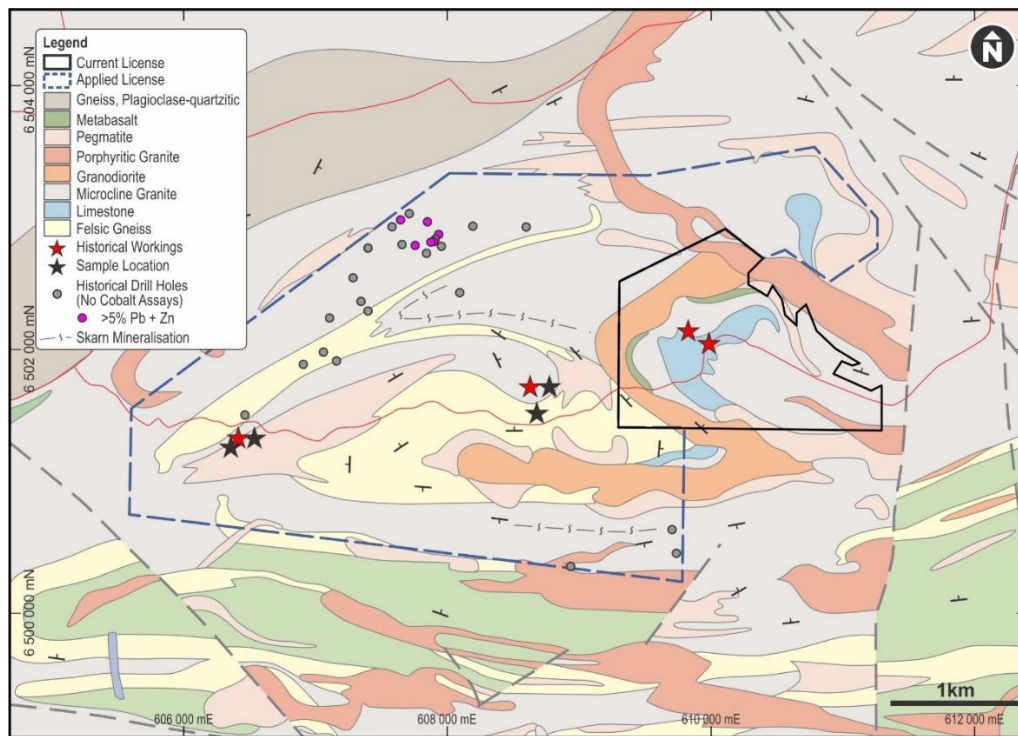 Legend
Current License
Applied License
Gneiss, Plagioclase-quartzitic
Metabasalt
Pegmatite
Porphyritic Granite
Granodiorite
Microcline Granite
Limestone
Felsic Gneiss
Historical Workings
Sample Location
Historical Drill Holes
(No Cobalt Assays)
>5% Pb + Zn
Skarn Mineralisation
N
6 504 000 mN
6 502 000 mN
6 500 000 mN
1km
606 000 mE
608 000 mE
610 000 mE
612 000 mE